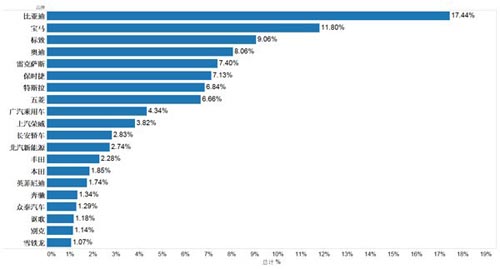 品牌
比亚迪 17.44%
宝马 11.80%
标致 9.06%
奥迪 8.06%
雷克萨斯 7.40%
保时捷 7.13%
特斯拉 6.84%
五菱 6.66%
广汽乘用车 4.34%
上汽荣威 3.82%
长安轿车 2.83%
北汽新能源 2.74%
丰田 2.28%
本田 1.85%
英菲尼迪 1.74%
奔驰 1.34%
众泰汽车 1.29%
讴歌 1.18%
别克 1.14%
雪铁龙 1.07%
0% 1% 2% 3% 4% 5% 6% 7% 8% 9% 10% 11% 12% 13% 14% 15% 16% 17% 18% 19%
总计 %